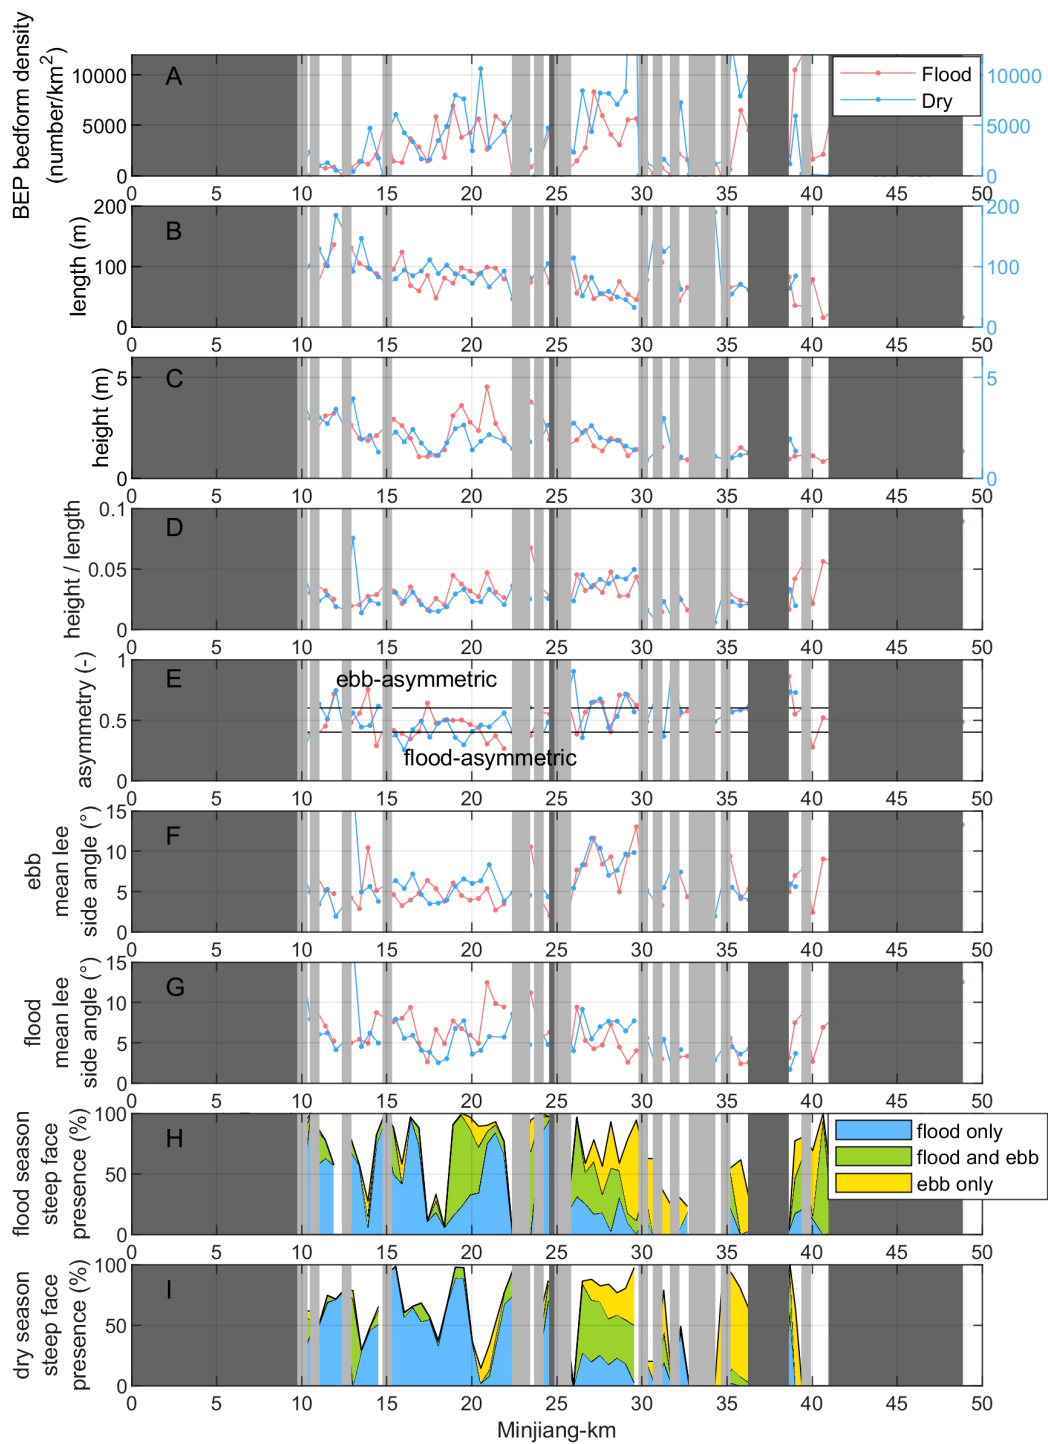 BEP bedform density
(number/km2)
A
10000
5000
0
10000
5000
0
Flood
Dry
0 5 10 15 20 25 30 35 40 45 50
length (m)
B
200
100
0
200
100
0
0 5 10 15 20 25 30 35 40 45 50
height (m)
C
5
0
5
0
0 5 10 15 20 25 30 35 40 45 50
height / length
D
0.1
0.05
0
0 5 10 15 20 25 30 35 40 45 50
asymmetry (-)
E
1
0.5
0
ebb-asymmetric
flood-asymmetric
0 5 10 15 20 25 30 35 40 45 50
ebb
mean lee
side angle (°)
F
15
10
5
0
0 5 10 15 20 25 30 35 40 45 50
flood
mean lee
side angle (°)
G
15
10
5
0
0 5 10 15 20 25 30 35 40 45 50
flood season
steep face
presence (%)
H
100
50
0
flood only
flood and ebb
ebb only
0 5 10 15 20 25 30 35 40 45 50
dry season
steep face
presence (%)
I
100
50
0
0 5 10 15 20 25 30 35 40 45 50
Minjiang-km